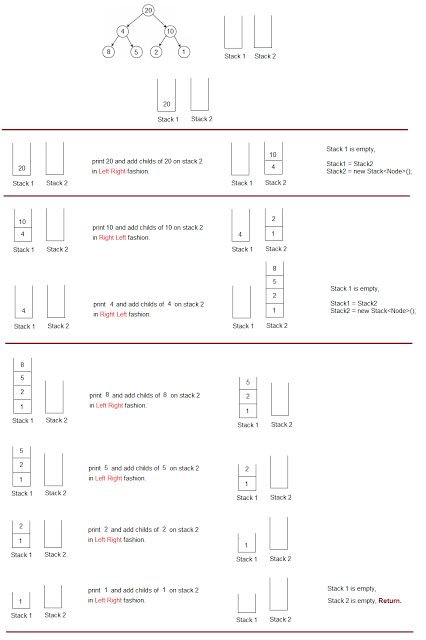 20
4
10
8
5
2
1
Stack 1
Stack 2
20
Stack 1
Stack 2
20
Stack 1
Stack 2
print 20 and add childs of 20 on stack 2
in Left Right fashion.
10
4
Stack 1
Stack 2
Stack 1 is empty,
Stack1 = Stack2
Stack2 = new Stack<Node>();
10
4
Stack 1
Stack 2
print 10 and add childs of 10 on stack 2
in Right Left fashion.
4
2
1
Stack 1
Stack 2
4
Stack 1
Stack 2
print 4 and add childs of 4 on stack 2
in Right Left fashion.
8
5
2
1
Stack 1
Stack 2
Stack 1 is empty,
Stack1 = Stack2
Stack2 = new Stack<Node>();
8
5
2
1
Stack 1
Stack 2
print 8 and add childs of 8 on stack 2
in Left Right fashion.
5
2
1
Stack 1
Stack 2
5
2
1
Stack 1
Stack 2
print 5 and add childs of 5 on stack 2
in Left Right fashion.
2
1
Stack 1
Stack 2
2
1
Stack 1
Stack 2
print 2 and add childs of 2 on stack 2
in Left Right fashion.
1
Stack 1
Stack 2
1
Stack 1
Stack 2
print 1 and add childs of 1 on stack 2
in Left Right fashion.
Stack 1
Stack 2
Stack 1 is empty,
Stack 2 is empty, Return.